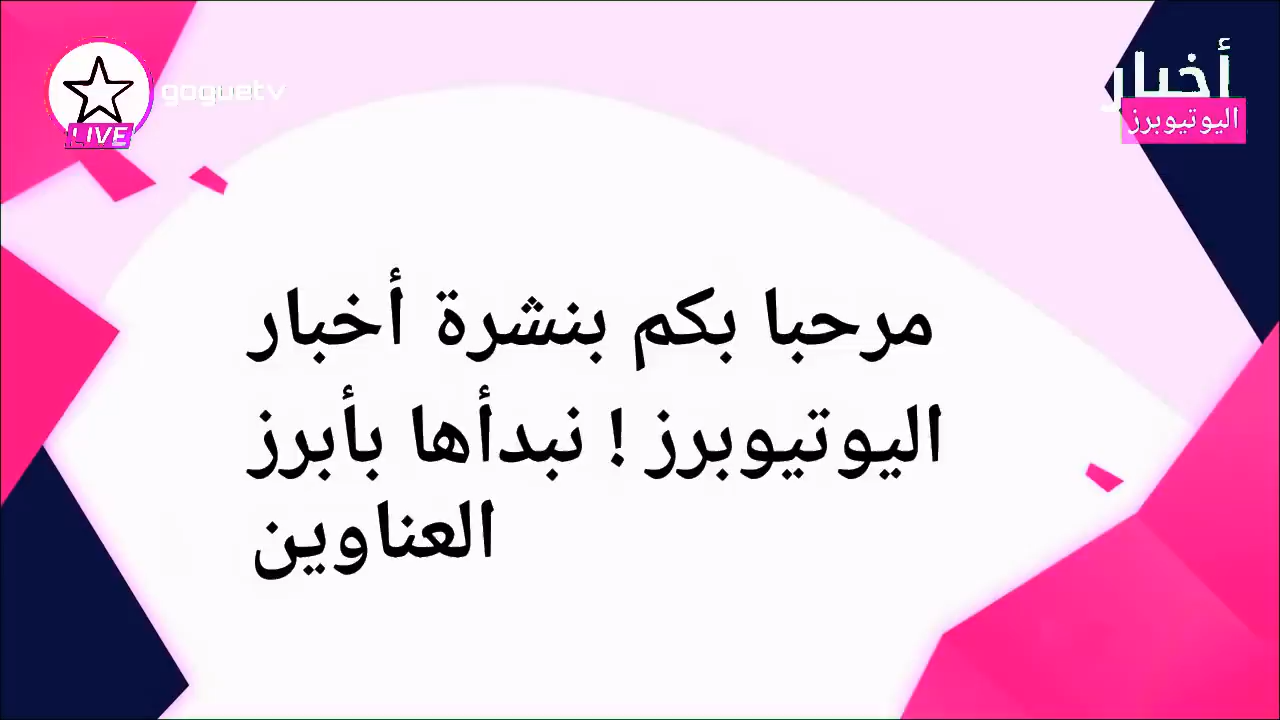 goguetv
LIVE
أخبار
اليوتيوبرز
مرحبا بكم بنشرة أخبار
اليوتيوبرز ! نبدأها بأبرز
العناوين